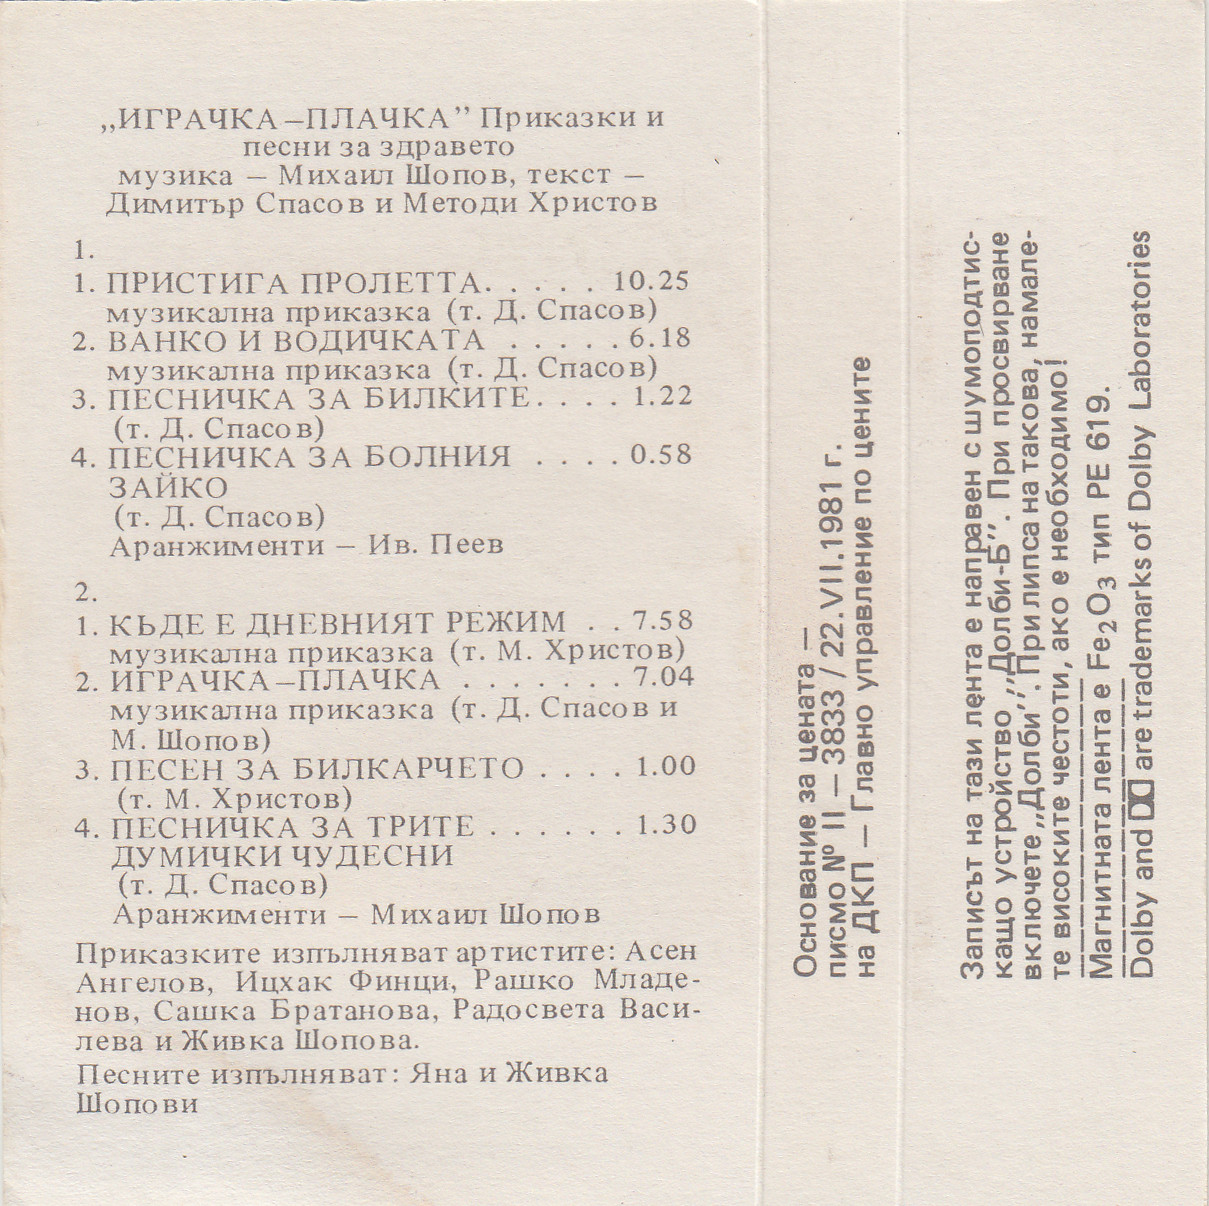 „ИГРАЧКА–ПЛАЧКА” Приказки и
песни за здравето
музика – Михаил Шопов, текст –
Димитър Спасов и Методи Христов
1.
1. ПРИСТИГА ПРОЛЕТТА. . . . . 10.25
музикална приказка (т. Д. Спасов)
2. ВАНКО И ВОДИЧКАТА . . . . . 6.18
музикална приказка (т. Д. Спасов)
3. ПЕСНИЧКА ЗА БИЛКИТЕ. . . . 1.22
(т. Д. Спасов)
4. ПЕСНИЧКА ЗА БОЛНИЯ . . . . 0.58
ЗАЙКО
(т. Д. Спасов)
Аранжименти – Ив. Пеев
2.
1. КЬДЕ Е ДНЕВНИЯТ РЕЖИМ . . 7.58
музикална приказка (т. М. Христов)
2. ИГРАЧКА–ПЛАЧКА . . . . . . . 7.04
музикална приказка (т. Д. Спасов и
М. Шопов)
3. ПЕСЕН ЗА БИЛКАРЧЕТО . . . . 1.00
(т. М. Христов)
4. ПЕСНИЧКА ЗА ТРИТЕ . . . . . . 1.30
ДУМИЧКИ ЧУДЕСНИ
(т. Д. Спасов)
Аранжименти – Михаил Шопов
Приказките изпълняват артистите: Асен
Ангелов, Ицхак Финци, Рашко Младе-
нов, Сашка Братанова, Радосвета Васи-
лева и Живка Шопова.
Песните изпълняват: Яна и Живка
Шопови
Основание за цената —
писмо № II — 3833 / 22.VII.1981 г.
на ДКП — Главно управление по цените
Записът на тази лента е направен с шумоподтис-
кащо устройство „Долби-Б”. При просвирване
включете „Долби”. При липса на такова, намале-
те високите честоти, ако е необходимо!
Магнитната лента е Fe2O3 тип PE 619.
Dolby and are trademarks of Dolby Laboratories